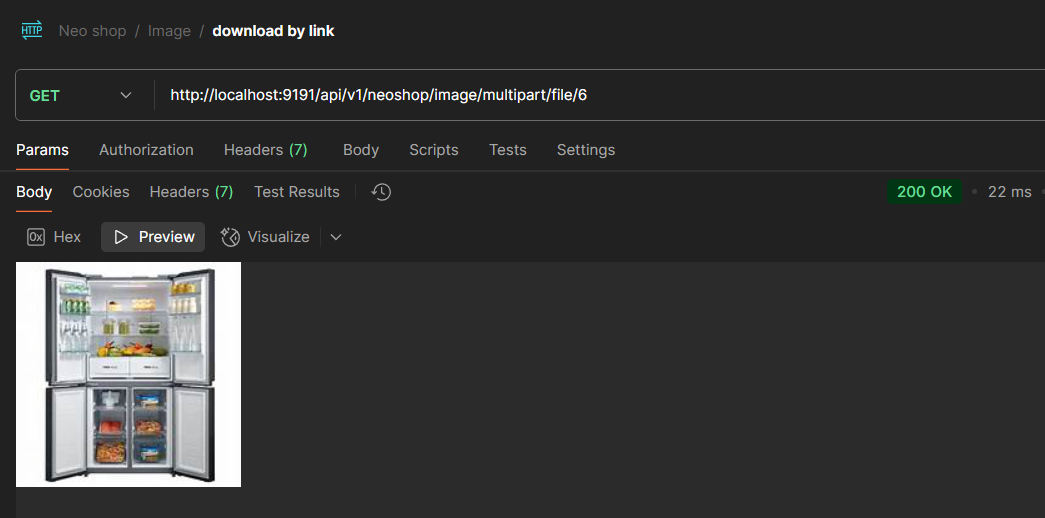 HTTP Neo shop / Image / download by link
GET http://localhost:9191/api/v1/neoshop/image/multipart/file/6
Params Authorization Headers (7) Body Scripts Tests Settings
Body Cookies Headers (7) Test Results 200 OK • 22 ms •
0x Hex Preview Visualize